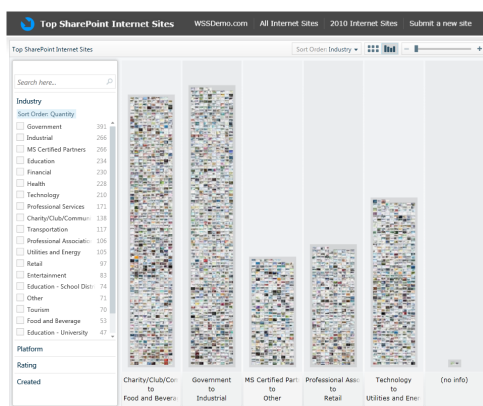 Top SharePoint Internet Sites
WSSDemo.com
All Internet Sites
2010 Internet Sites
Submit a new site
Top SharePoint Internet Sites
Sort Order: Industry
Search here...
Industry
Sort Order: Quantity
Government 391
Industrial 266
MS Certified Partners 266
Education 234
Financial 230
Health 228
Technology 210
Professional Services 171
Charity/Club/Commun 138
Transportation 117
Professional Associatio 106
Utilities and Energy 105
Retail 97
Entertainment 83
Education - School Distr 74
Other 71
Tourism 70
Food and Beverage 53
Education - University 47
Platform
Rating
Created
Charity/Club/Com
to
Food and Bevera
Government
to
Industrial
MS Certified Part
to
Other
Professional Asso
to
Retail
Technology
to
Utilities and Ener
(no info)